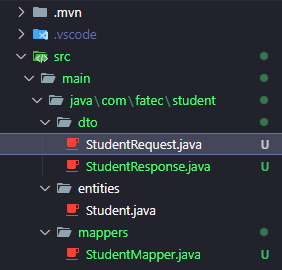 .mvn
.vscode
src
main
java\com\fatec\student
dto
StudentRequest.java U
StudentResponse.java U
entities
Student.java
mappers
StudentMapper.java U